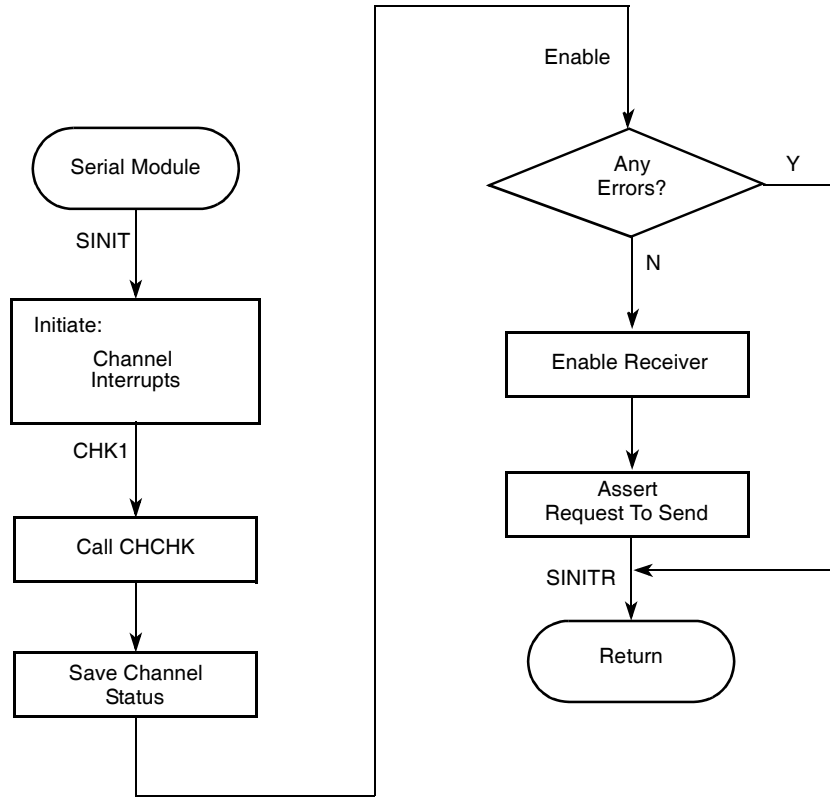 Serial Module
SINIT
Initiate:
Channel
Interrupts
CHK1
Call CHCHK
Save Channel
Status
Enable
Any
Errors?
Y
N
Enable Receiver
Assert
Request To Send
SINITR
Return